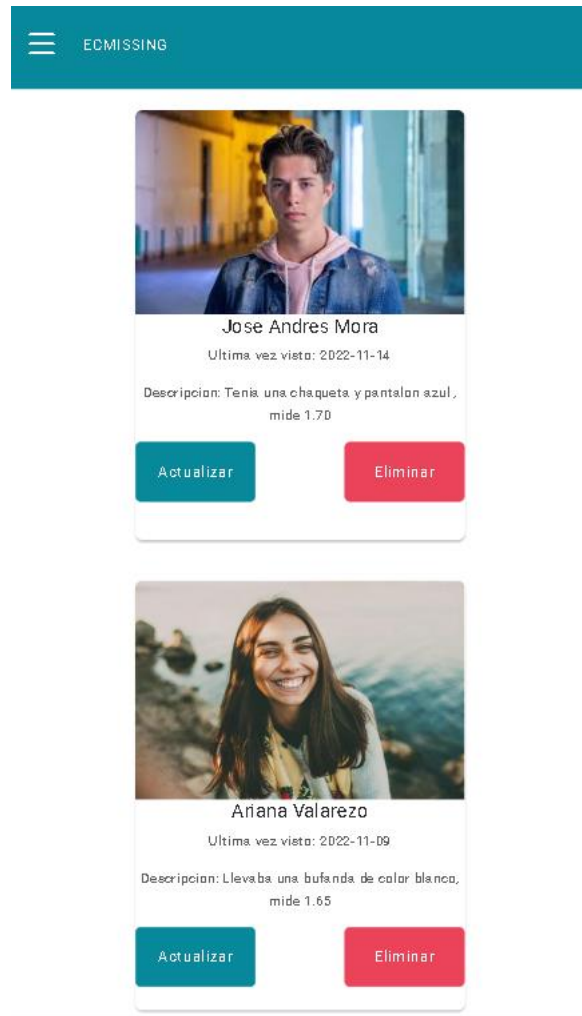 ECMISSING
Jose Andres Mora
Ultima vez visto: 2022-11-14
Descripcion: Tenia una chaqueta y pantalon azul,
mide 1.70
Actualizar
Eliminar
Ariana Valarezo
Ultima vez visto: 2022-11-09
Descripcion: Llevaba una bufanda de color blanco,
mide 1.65
Actualizar
Eliminar